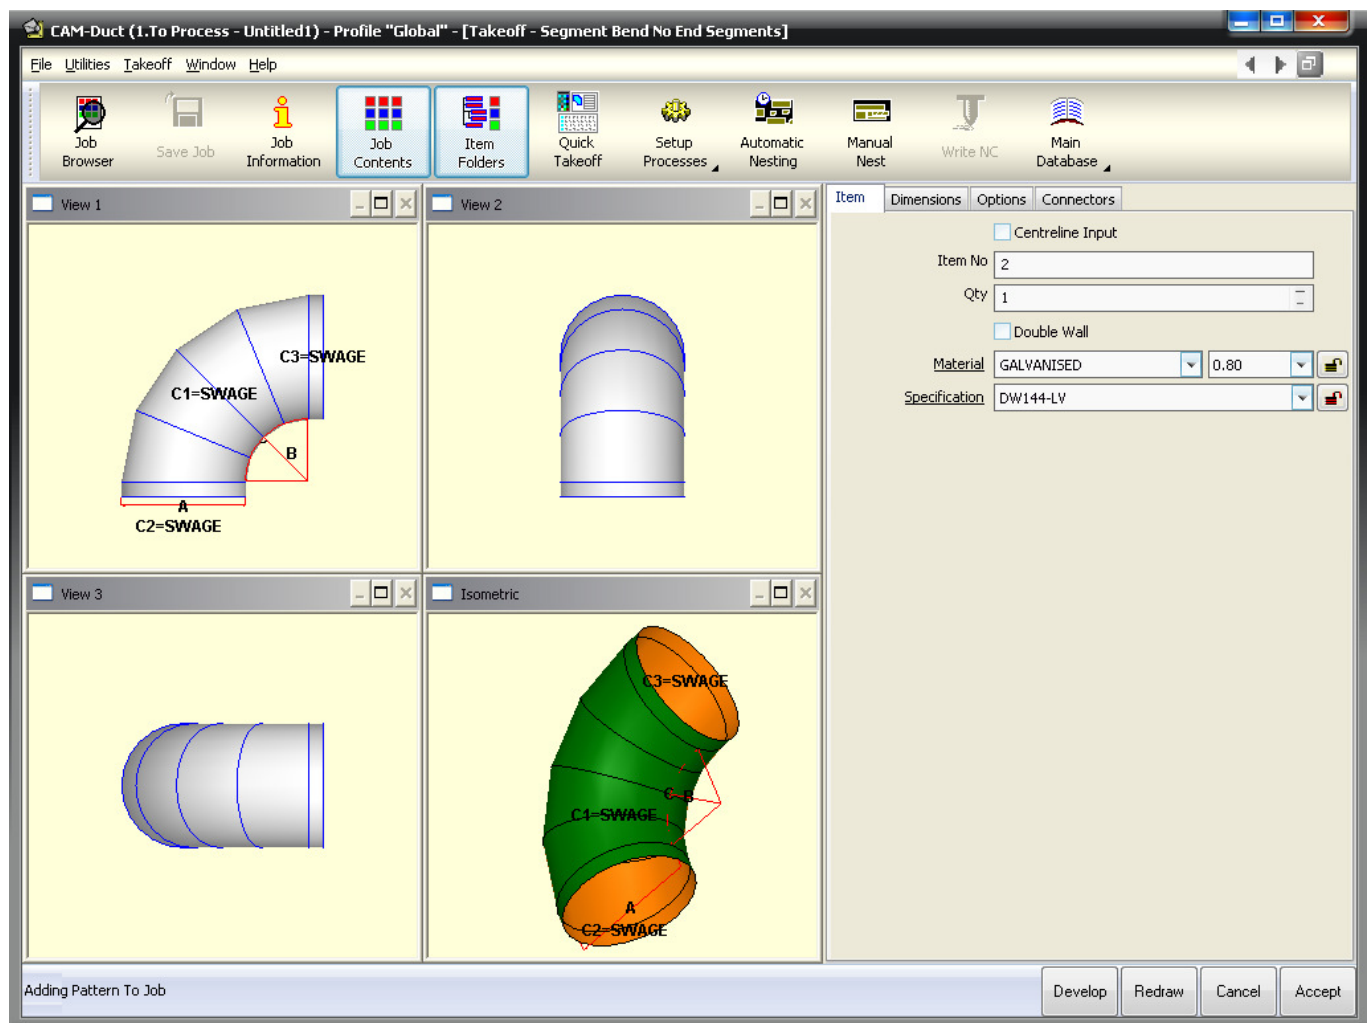 CAM-Duct (1.To Process - Untitled1) - Profile "Global" - [Takeoff - Segment Bend No End Segments]
File Utilities Takeoff Window Help
Job Browser
Save Job
Job Information
Job Contents
Item Folders
Quick Takeoff
Setup Processes
Automatic Nesting
Manual Nest
Write NC
Main Database
View 1
C3=SWAGE
C1=SWAGE
B
A
C2=SWAGE
View 2
View 3
Isometric
C3=SWAGE
C B
C1=SWAGE
A
C2=SWAGE
Item Dimensions Options Connectors
Centreline Input
Item No 2
Qty 1
Double Wall
Material GALVANISED 0.80
Specification DW144-LV
Adding Pattern To Job
Develop Redraw Cancel Accept